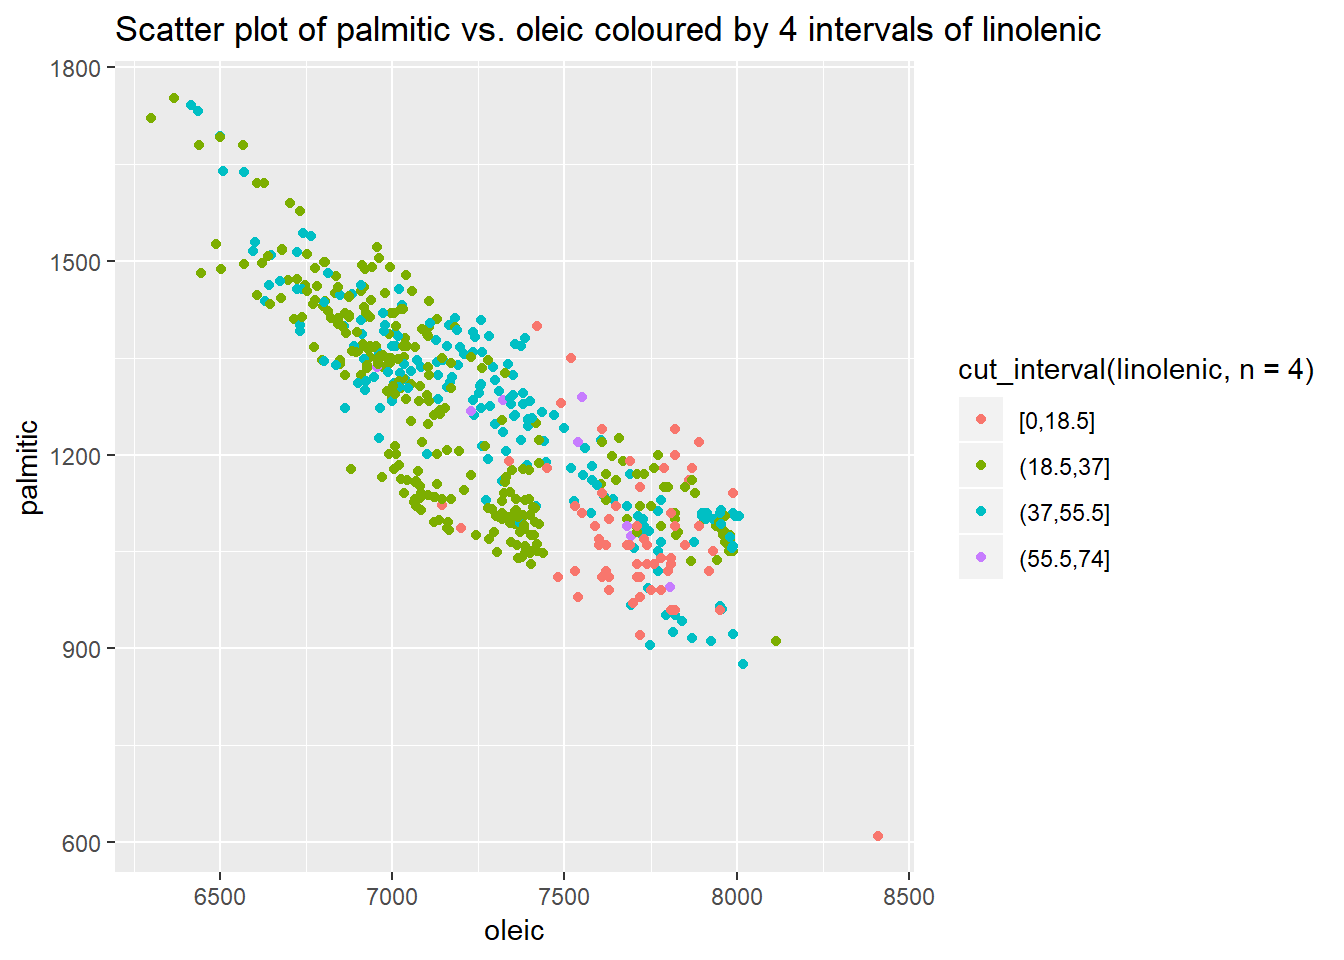 Scatter plot of palmitic vs. oleic coloured by 4 intervals of linolenic
1800
1500
1200
900
600
palmitic
6500 7000 7500 8000 8500
oleic
cut_interval(linolenic, n = 4)
[0,18.5]
(18.5,37]
(37,55.5]
(55.5,74]